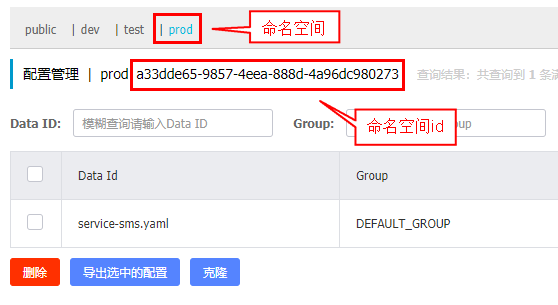 public | dev | test | prod 命名空间
配置管理 | prod a33dde65-9857-4eea-888d-4a96dc980273 查询结果：共查询到 1 条满
命名空间id
Data ID: 模糊查询请输入Data ID Group: oup
Data Id Group
service-sms.yaml DEFAULT_GROUP
删除 导出选中的配置 克隆